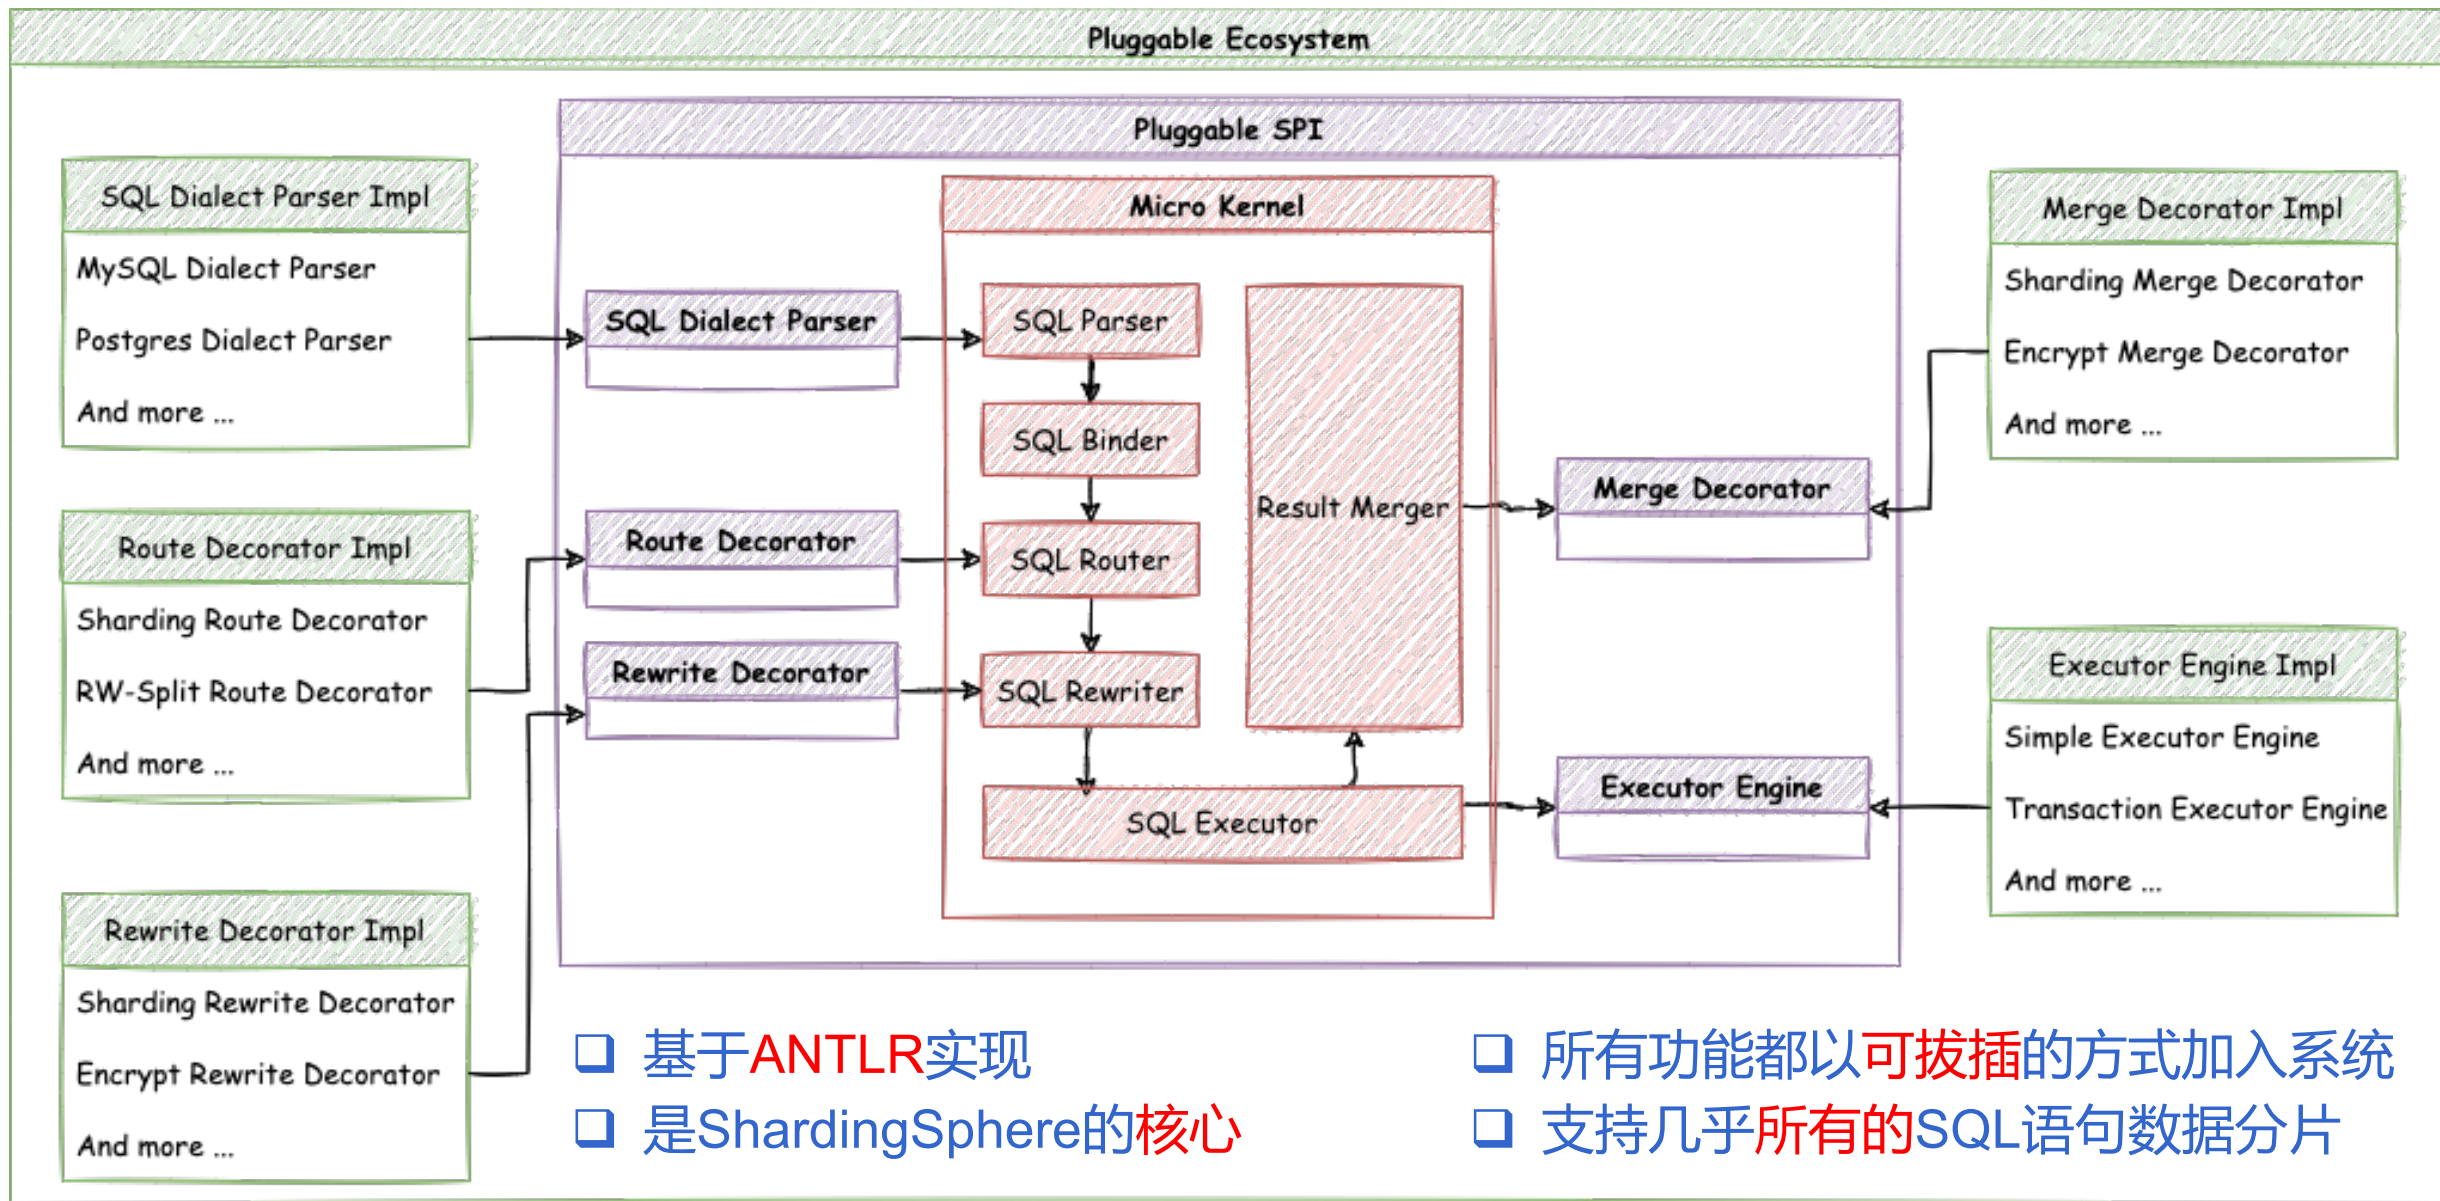 Pluggable Ecosystem
Pluggable SPI
SQL Dialect Parser Impl
MySQL Dialect Parser
Postgres Dialect Parser
And more ...
Route Decorator Impl
Sharding Route Decorator
RW-Split Route Decorator
And more ...
Rewrite Decorator Impl
Sharding Rewrite Decorator
Encrypt Rewrite Decorator
And more ...
SQL Dialect Parser
Route Decorator
Rewrite Decorator
Micro Kernel
SQL Parser
SQL Binder
SQL Router
SQL Rewriter
SQL Executor
Result Merger
Merge Decorator
Executor Engine
Merge Decorator Impl
Sharding Merge Decorator
Encrypt Merge Decorator
And more ...
Executor Engine Impl
Simple Executor Engine
Transaction Executor Engine
And more ...
基于ANTLR实现
是ShardingSphere的核心
所有功能都以可拔插的方式加入系统
支持几乎所有的SQL语句数据分片